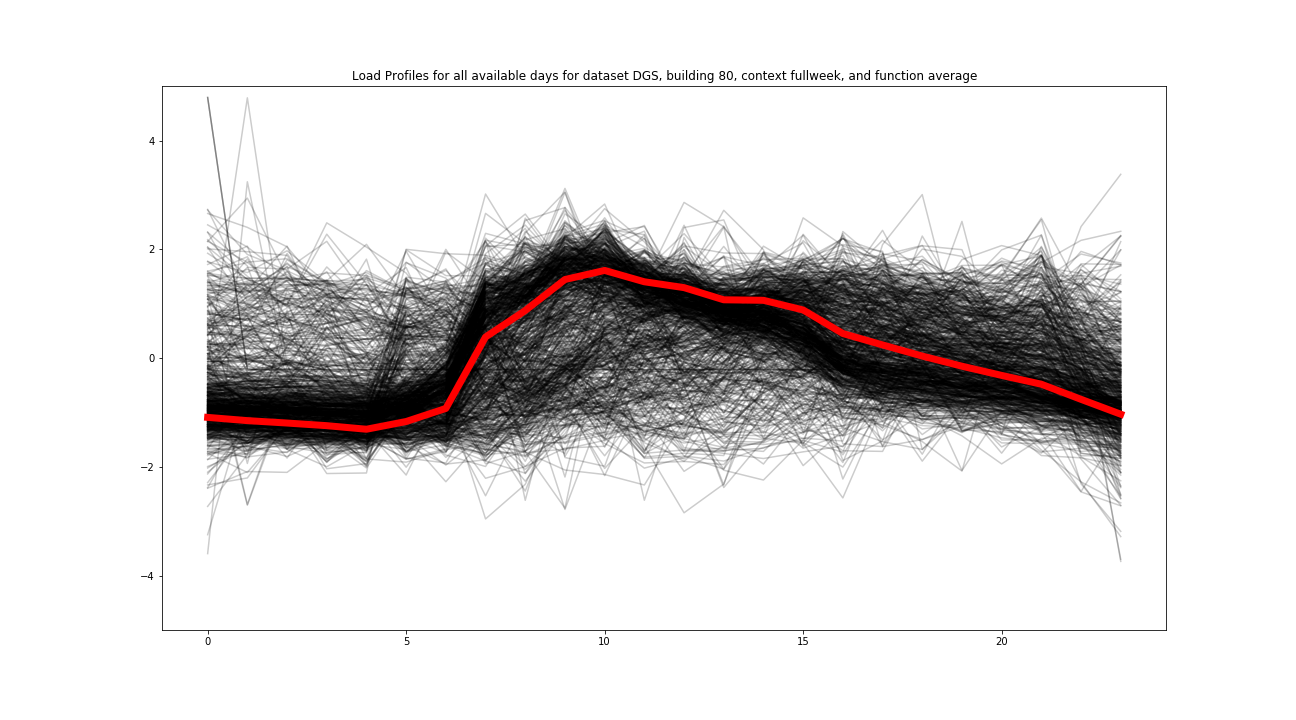 Load Profiles for all available days for dataset DGS, building 80, context fullweek, and function average
4
2
0
−2
−4
0 5 10 15 20